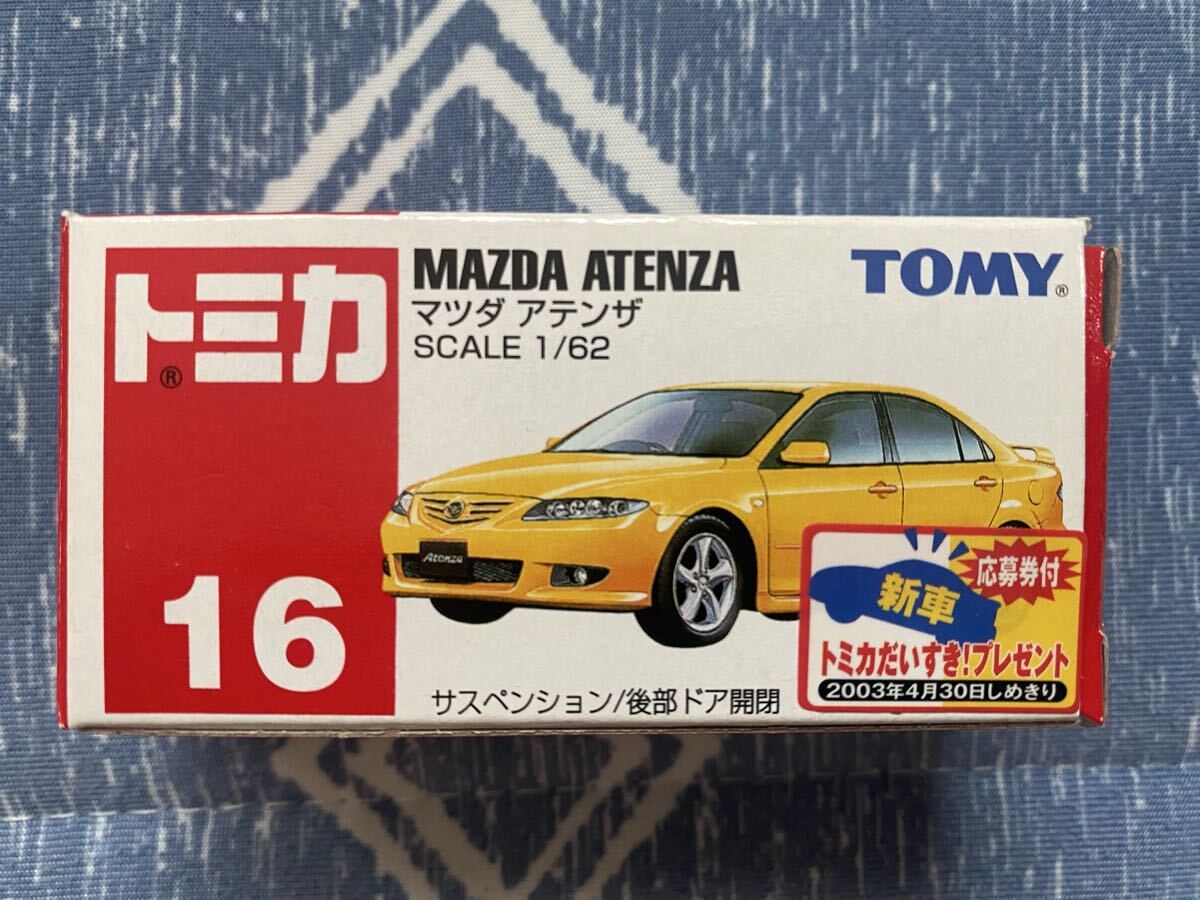 トミカ®
MAZDA ATENZA
マツダ アテンザ
SCALE 1/62
TOMY®
Atenza
16
サスペンション/後部ドア開閉
新車
応募券付
トミカだいすき!プレゼント
2003年4月30日しめきり